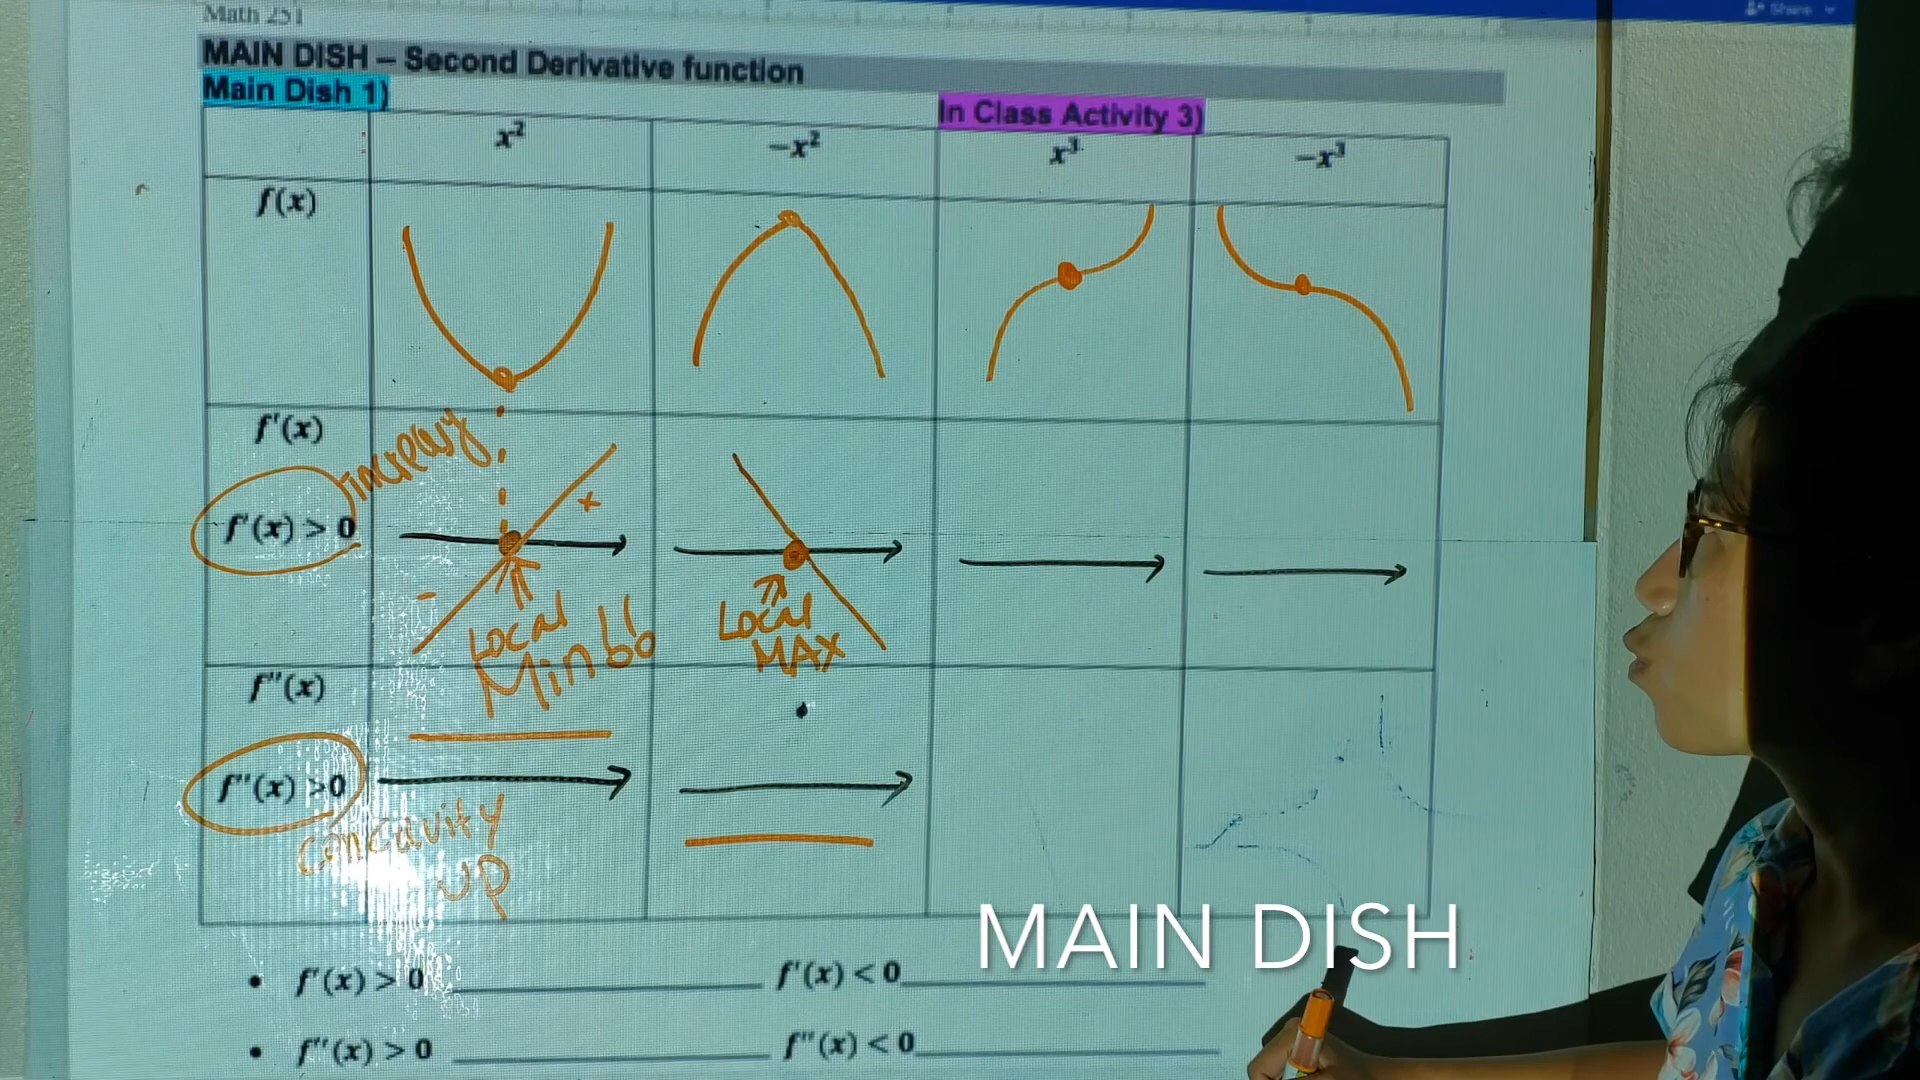 Math 251
Share
MAIN DISH – Second Derivative function
Main Dish 1)
In Class Activity 3)
x²
−x²
x³
−x³
f(x)
f'(x)
f'(x) > 0
+
-
Local
Min
Local
MAX
f''(x)
f''(x) >0
Concavity
UP
MAIN DISH
• f'(x) > 0 f'(x) < 0
• f''(x) > 0 f''(x) < 0